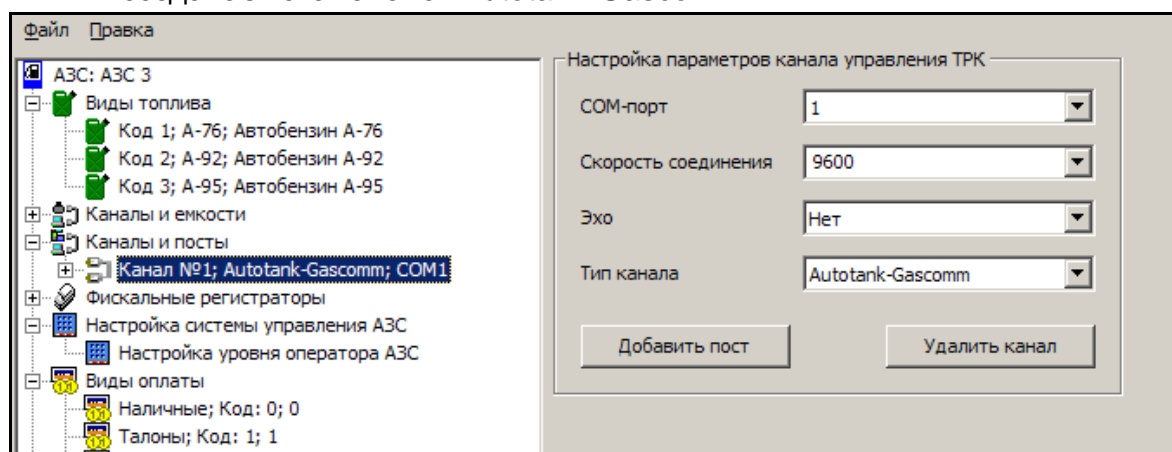 Файл Правка
АЗС: АЗС 3
Виды топлива
Код 1; А-76; Автобензин А-76
Код 2; А-92; Автобензин А-92
Код 3; А-95; Автобензин А-95
Каналы и емкости
Каналы и посты
Канал №1; Autotank-Gascomm; COM1
Фискальные регистраторы
Настройка системы управления АЗС
Настройка уровня оператора АЗС
Виды оплаты
Наличные; Код: 0; 0
Талоны; Код: 1; 1
Настройка параметров канала управления ТРК
COM-порт 1
Скорость соединения 9600
Эхо Нет
Тип канала Autotank-Gascomm
Добавить пост Удалить канал